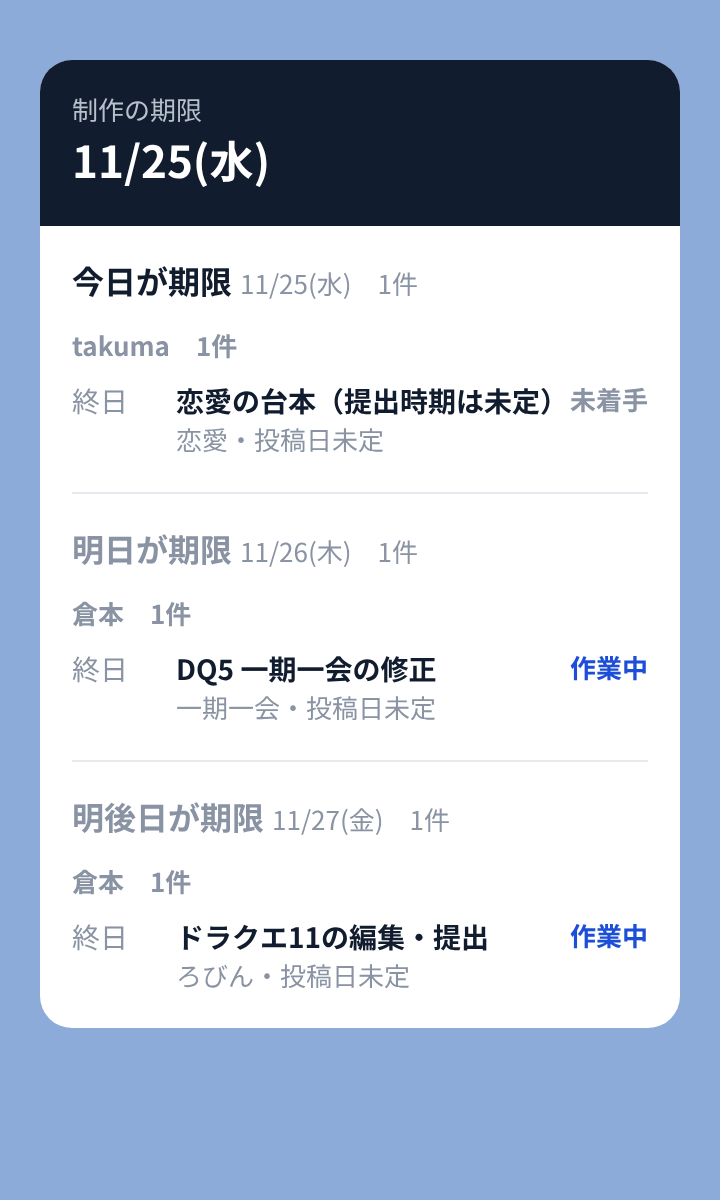 制作の期限
11/25(水)
今日が期限 11/25(水)　1件
takuma　1件
終日　恋愛の台本（提出時期は未定）　未着手
恋愛・投稿日未定
明日が期限 11/26(木)　1件
倉本　1件
終日　DQ5 一期一会の修正　作業中
一期一会・投稿日未定
明後日が期限 11/27(金)　1件
倉本　1件
終日　ドラクエ11の編集・提出　作業中
ろびん・投稿日未定